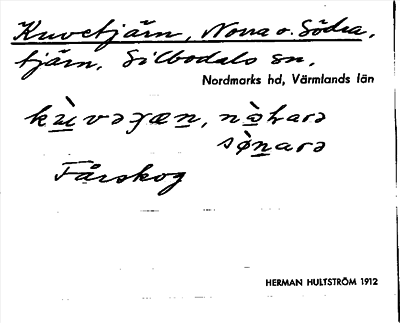 Kuvetjärn, Norra o. Södra,
tjärn, Silbodals sn,
Nordmarks hd, Värmlands län
Fårskog
HERMAN HULTSTRÖM 1912